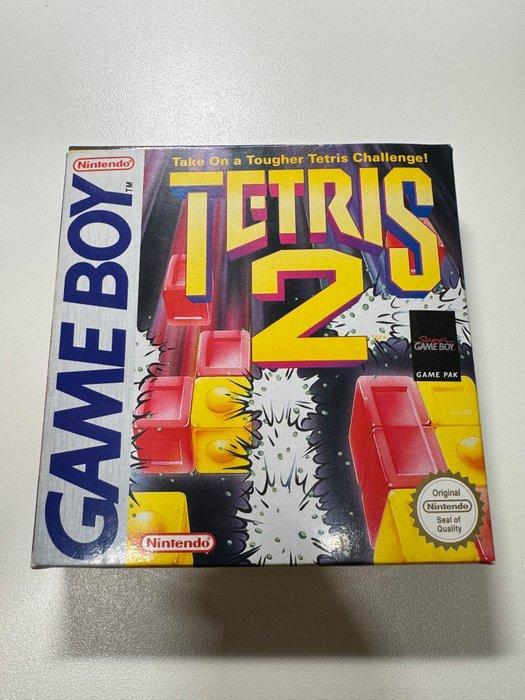 Nintendo
GAME BOY™
Take On a Tougher Tetris Challenge!
TETRIS
2
Super
GAME BOY
GAME PAK
Original
Nintendo
Seal of
Quality
Nintendo